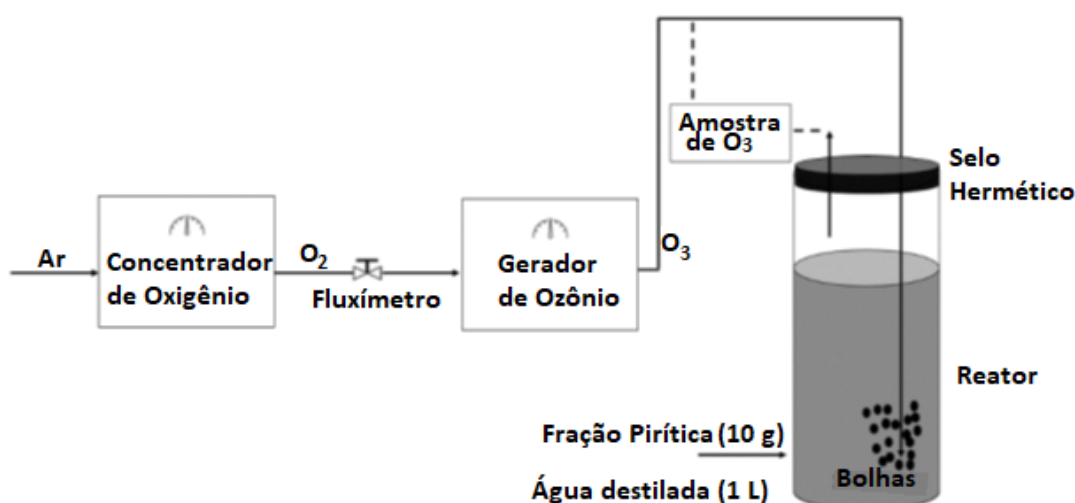 Ar
Concentrador
de Oxigênio
O2
Fluxímetro
Gerador
de Ozônio
O3
Amostra
de O3
Selo
Hermético
Reator
Fração Pirítica (10 g)
Água destilada (1 L)
Bolhas